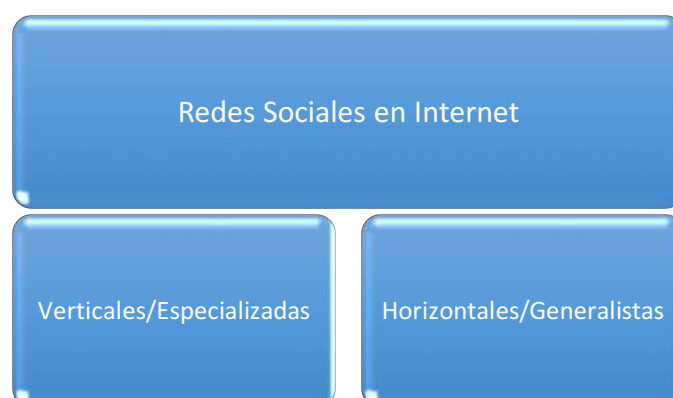 Redes Sociales en Internet
Verticales/Especializadas
Horizontales/Generalistas